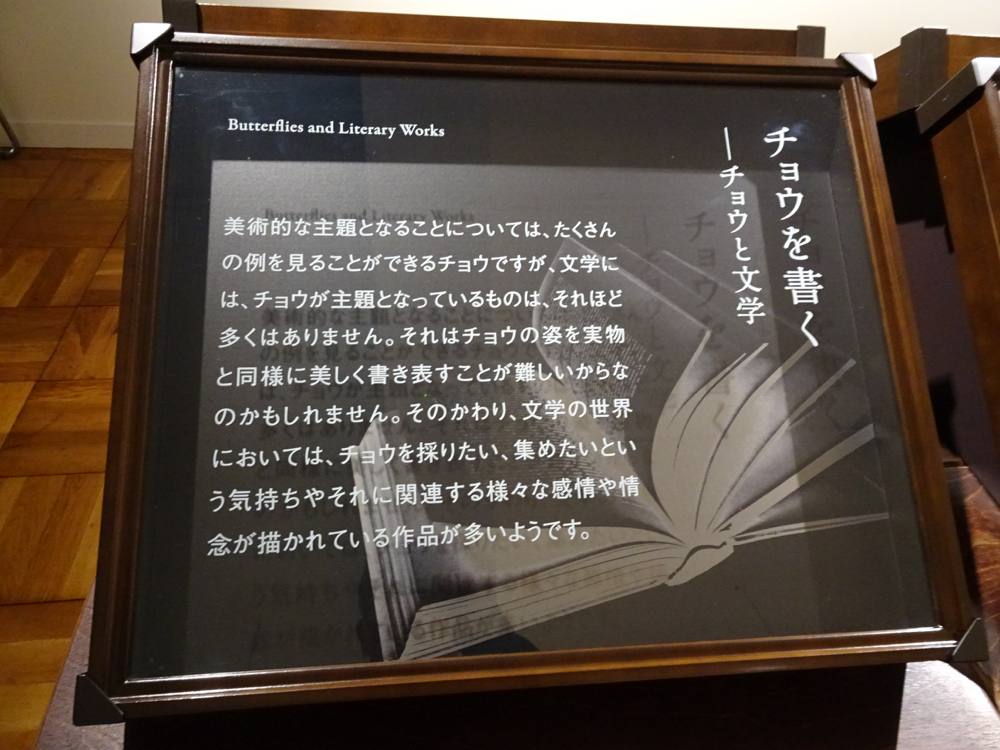 Butterflies and Literary Works
チョウを書く
―チョウと文学
美術的な主題となることについては、たくさん
の例を見ることができるチョウですが、文学に
は、チョウが主題となっているものは、それほど
多くはありません。それはチョウの姿を実物
と同様に美しく書き表すことが難しいからな
のかもしれません。そのかわり、文学の世界
においては、チョウを採りたい、集めたいとい
う気持ちやそれに関連する様々な感情や情
念が描かれている作品が多いようです。